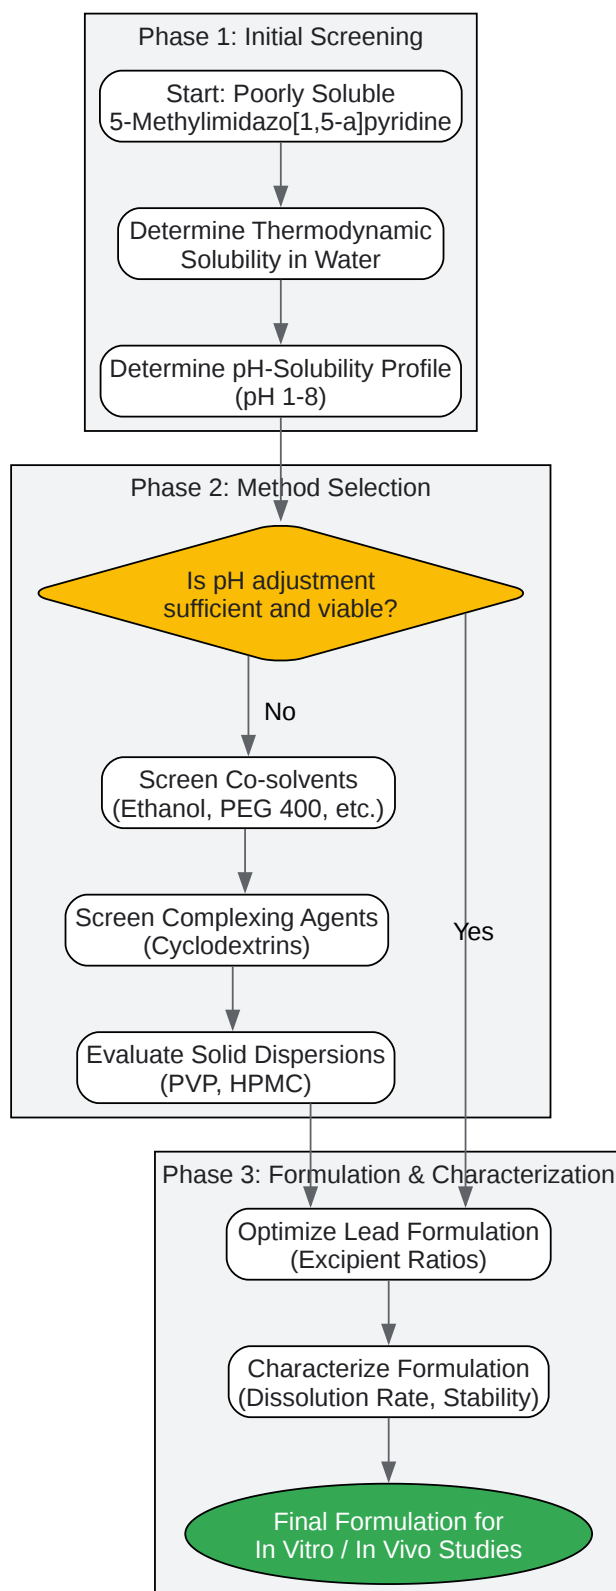 Phase 1: Initial Screening
Start: Poorly Soluble
5-Methylimidazo[1,5-a]pyridine
Determine Thermodynamic
Solubility in Water
Determine pH-Solubility Profile
(pH 1-8)
Phase 2: Method Selection
Is pH adjustment
sufficient and viable?
No
Screen Co-solvents
(Ethanol, PEG 400, etc.)
Screen Complexing Agents
(Cyclodextrins)
Yes
Evaluate Solid Dispersions
(PVP, HPMC)
Phase 3: Formulation & Characterization
Optimize Lead Formulation
(Excipient Ratios)
Characterize Formulation
(Dissolution Rate, Stability)
Final Formulation for
In Vitro / In Vivo Studies